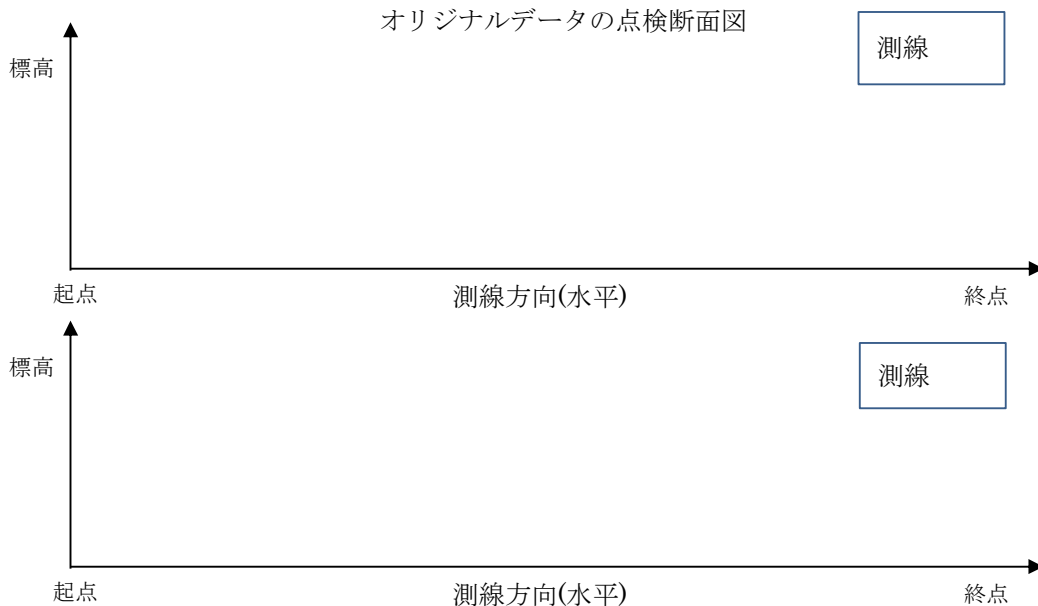 オリジナルデータの点検断面図
測線
標高
起点
測線方向(水平)
終点
測線
標高
起点
測線方向(水平)
終点